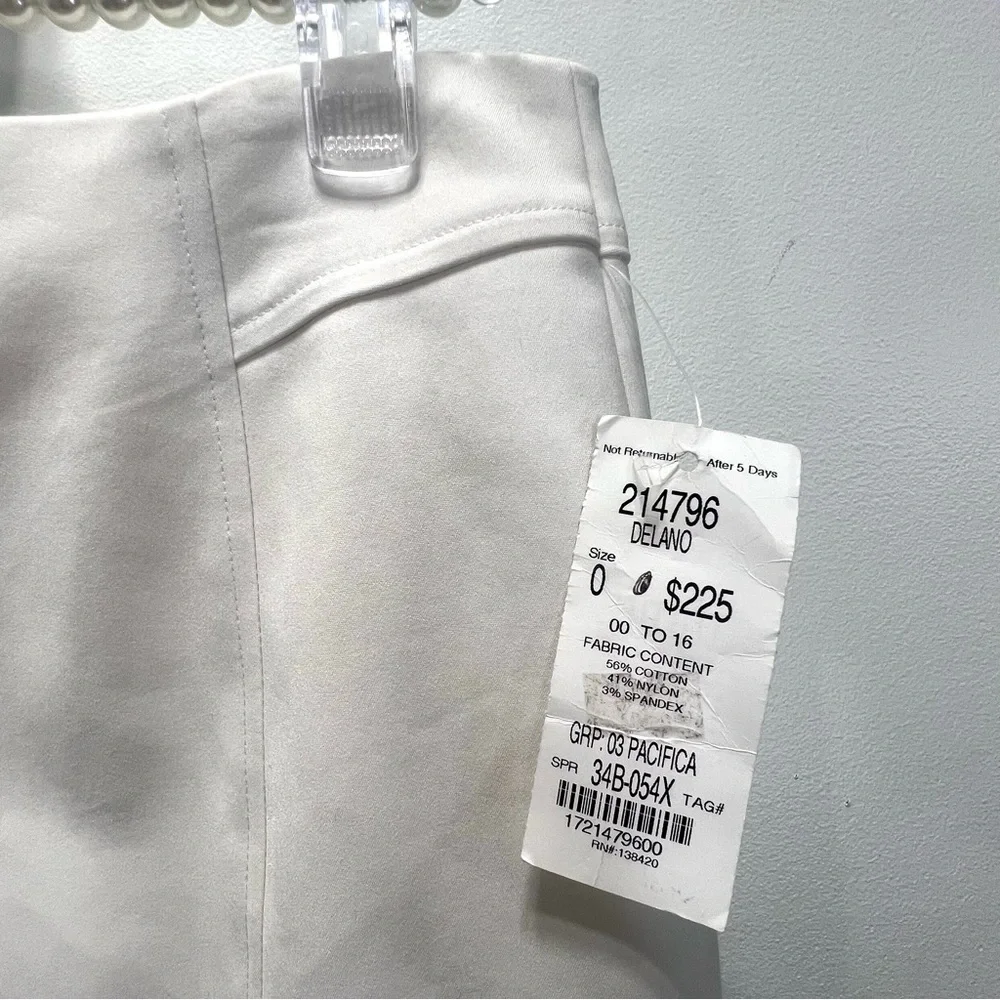 Not Returnable After 5 Days
214796
DELANO
Size
0 $225
00 TO 16
FABRIC CONTENT
56% COTTON
41% NYLON
3% SPANDEX
GRP: 03 PACIFICA
SPR 34B-054X TAG#
1721479600
RN#:138420